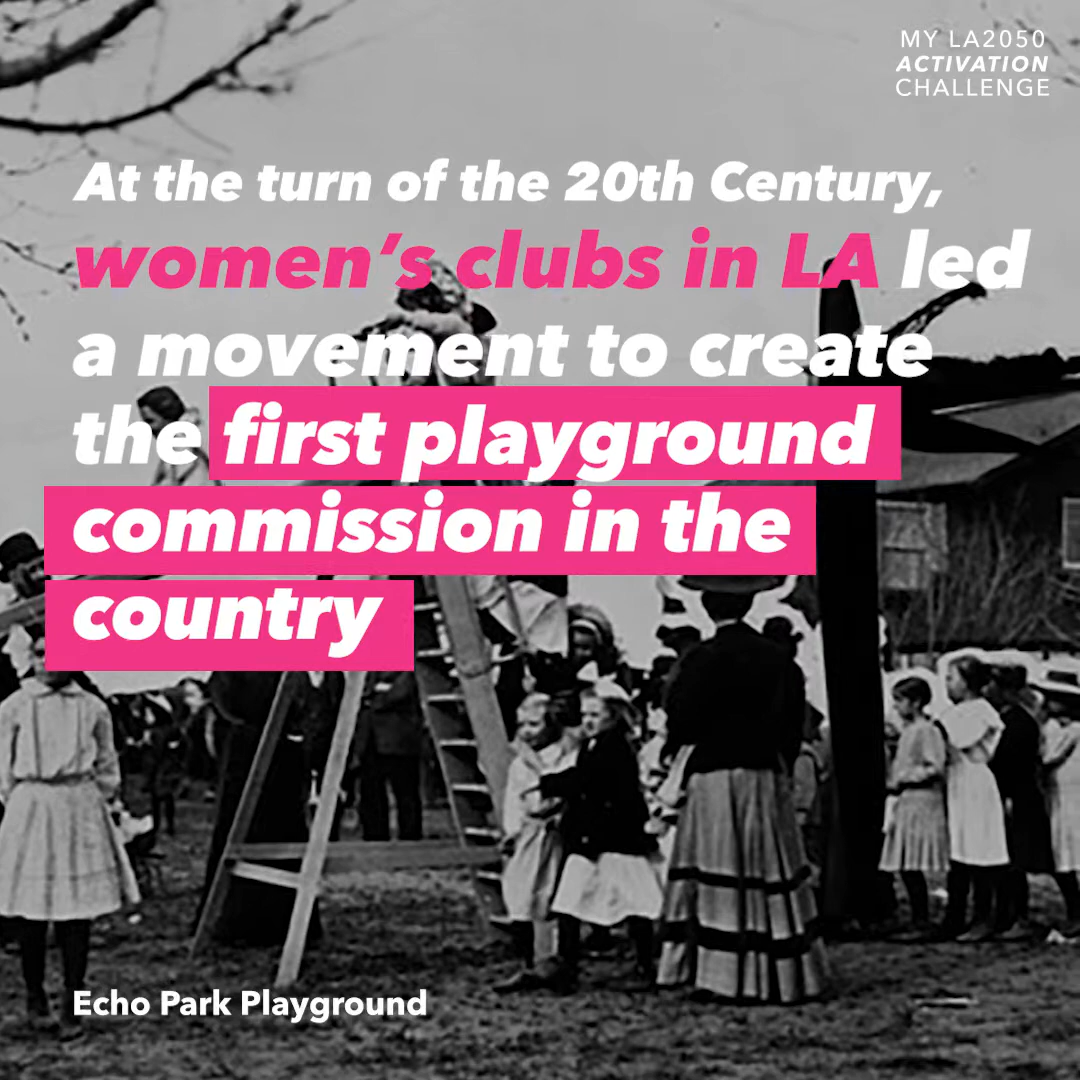 MY LA2050
ACTIVATION
CHALLENGE
At the turn of the 20th Century,
women's clubs in LA led
a movement to create
the first playground
commission in the
country
Echo Park Playground